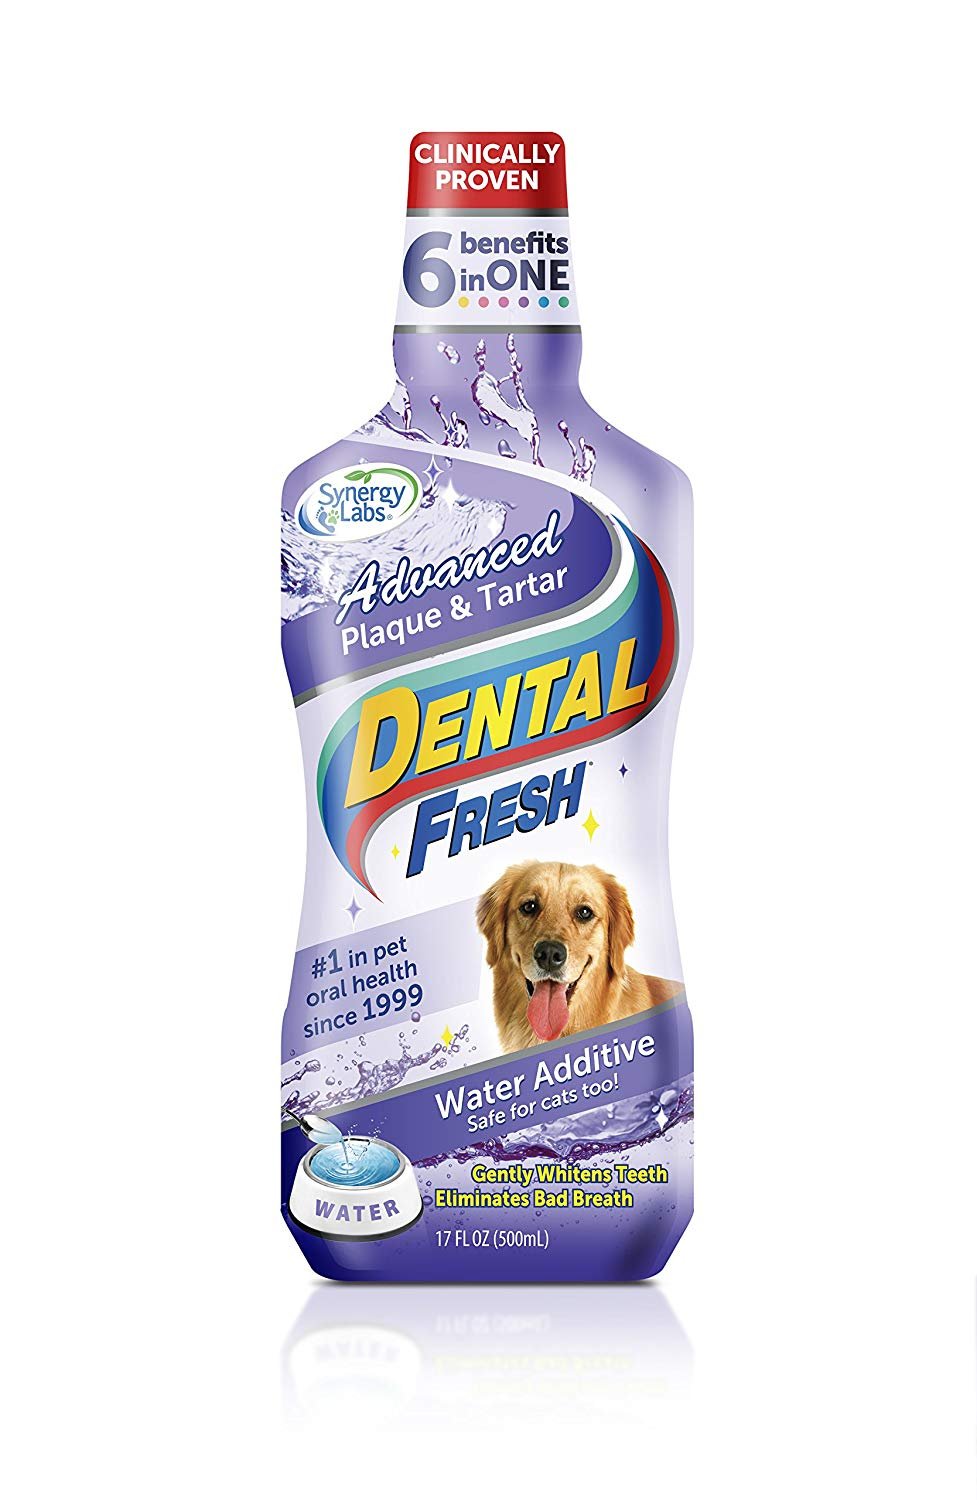 CLINICALLY
PROVEN
6 benefits
in ONE
Synergy
Labs®
Advanced
Plaque & Tartar
DENTAL
FRESH
#1 in pet
oral health
since 1999
Water Additive
Safe for cats too!
WATER
Gently Whitens Teeth
Eliminates Bad Breath
17 FL OZ (500mL)